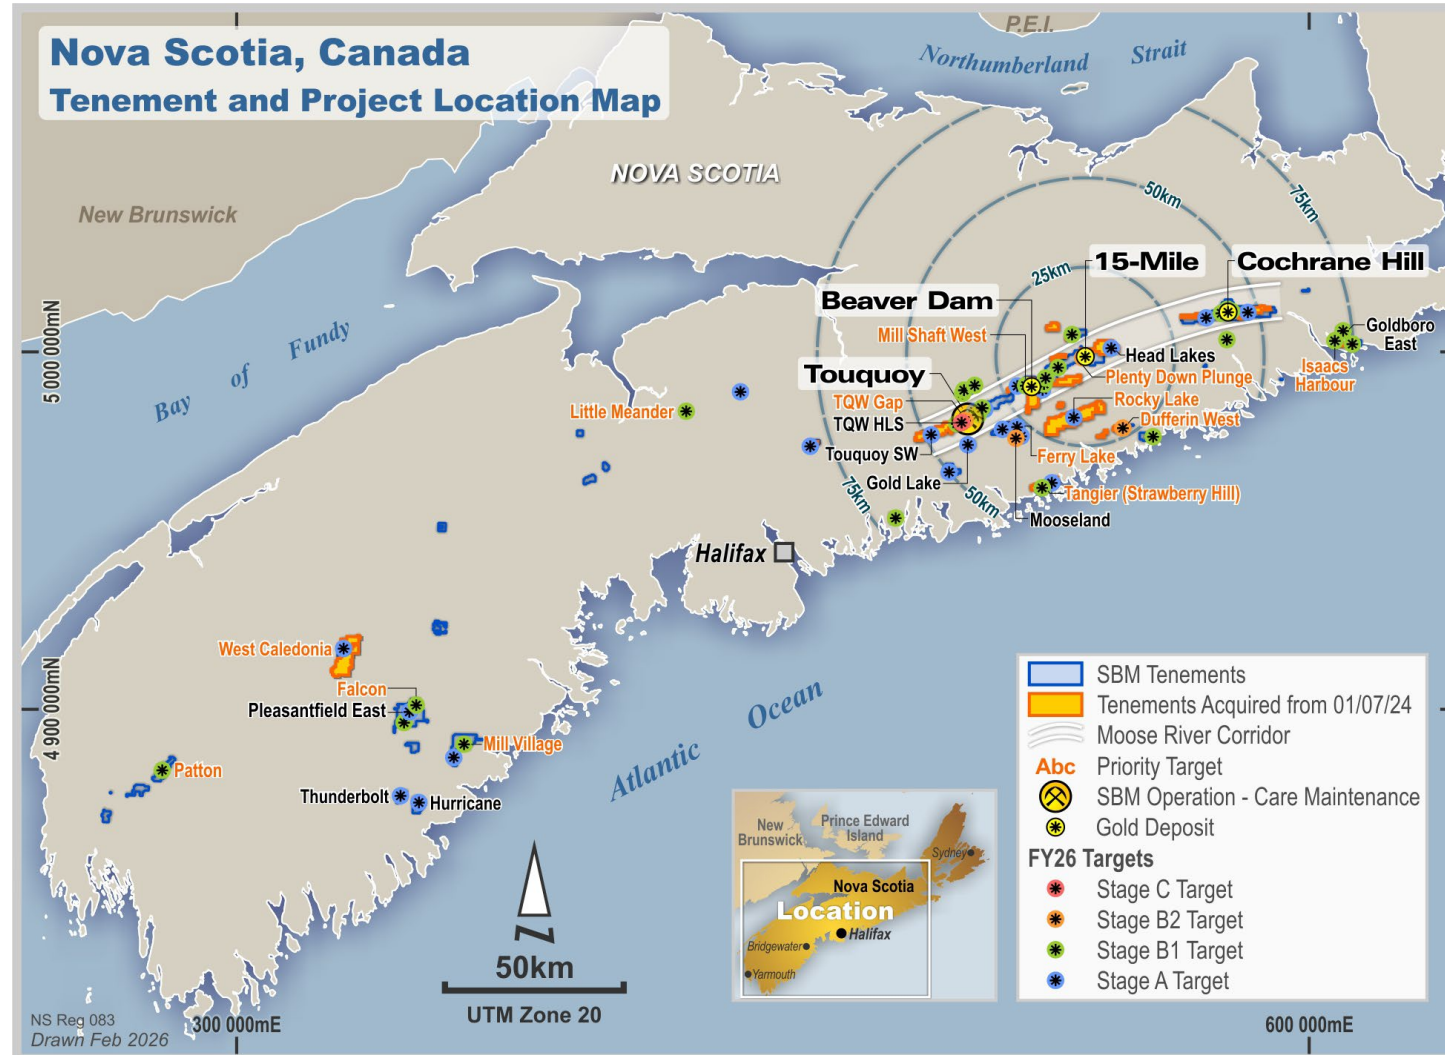 Nova Scotia, Canada
Tenement and Project Location Map
P.E.I.
Northumberland Strait
NOVA SCOTIA
New Brunswick
50km
75km
25km
15-Mile
Cochrane Hill
Beaver Dam
Mill Shaft West
Goldboro
East
Head Lakes
Isaacs
Harbour
Plenty Down Plunge
Touquoy
TQW Gap
TQW HLS
Rocky Lake
Dufferin West
Little Meander
Touquoy SW
Ferry Lake
Gold Lake
75km
50km
Tangier (Strawberry Hill)
Mooseland
Bay of Fundy
5 000 000mN
Halifax
West Caledonia
Falcon
Pleasantfield East
4 900 000mN
Mill Village
Patton
Thunderbolt
Hurricane
Atlantic Ocean
SBM Tenements
Tenements Acquired from 01/07/24
Moose River Corridor
Abc Priority Target
SBM Operation - Care Maintenance
Gold Deposit
FY26 Targets
Stage C Target
Stage B2 Target
Stage B1 Target
Stage A Target
New
Brunswick
Prince Edward
Island
Sydney
Nova Scotia
Location
Halifax
Bridgewater
Yarmouth
N
50km
UTM Zone 20
NS Reg 083
Drawn Feb 2026
300 000mE
600 000mE